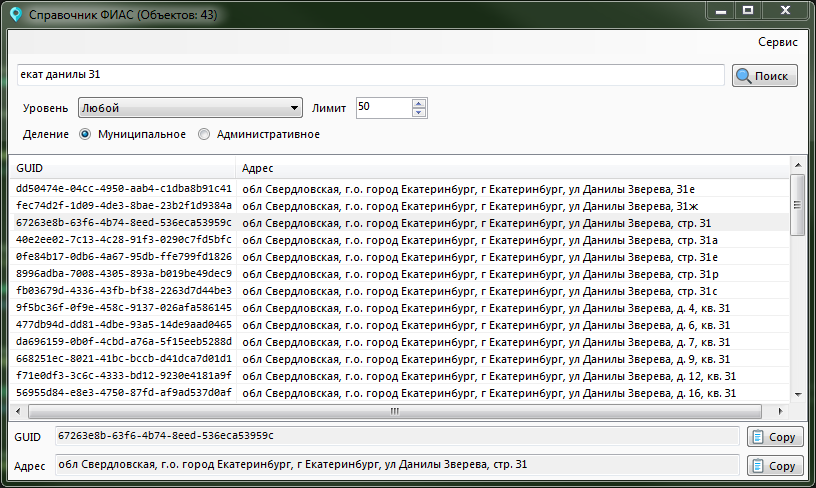 Справочник ФИАС (Объектов: 43)
Сервис
екат данилы 31
Поиск
Уровень Любой Лимит 50
Деление Муниципальное Административное
GUID Адрес
dd50474e-04cc-4950-aab4-c1dba8b91c41 обл Свердловская, г.о. город Екатеринбург, г Екатеринбург, ул Данилы Зверева, 31е
fec74d2f-1d09-4de3-8bae-23b2f1d9384a обл Свердловская, г.о. город Екатеринбург, г Екатеринбург, ул Данилы Зверева, 31ж
67263e8b-63f6-4b74-8eed-536eca53959c обл Свердловская, г.о. город Екатеринбург, г Екатеринбург, ул Данилы Зверева, стр. 31
40e2ee02-7c13-4c28-91f3-0290c7fd5bfc обл Свердловская, г.о. город Екатеринбург, г Екатеринбург, ул Данилы Зверева, стр. 31а
0fe84b17-0db6-4a67-95db-ffe799fd1826 обл Свердловская, г.о. город Екатеринбург, г Екатеринбург, ул Данилы Зверева, стр. 31е
8996adba-7008-4305-893a-b019be49dec9 обл Свердловская, г.о. город Екатеринбург, г Екатеринбург, ул Данилы Зверева, стр. 31р
fb03679d-4336-43fb-bf38-2263d7d44be3 обл Свердловская, г.о. город Екатеринбург, г Екатеринбург, ул Данилы Зверева, стр. 31с
9f5bc36f-0f9e-458c-9137-026afa586145 обл Свердловская, г.о. город Екатеринбург, г Екатеринбург, ул Данилы Зверева, д. 4, кв. 31
477db94d-dd81-4dbe-93a5-14de9aad0465 обл Свердловская, г.о. город Екатеринбург, г Екатеринбург, ул Данилы Зверева, д. 6, кв. 31
da696159-0b0f-4cbd-a76a-5f15eeb5288d обл Свердловская, г.о. город Екатеринбург, г Екатеринбург, ул Данилы Зверева, д. 7, кв. 31
668251ec-8021-41bc-bccb-d41dca7d01d1 обл Свердловская, г.о. город Екатеринбург, г Екатеринбург, ул Данилы Зверева, д. 9, кв. 31
f71e0df3-3c6c-4333-bd12-9230e4181a9f обл Свердловская, г.о. город Екатеринбург, г Екатеринбург, ул Данилы Зверева, д. 12, кв. 31
56955d84-e8e3-4750-87fd-af9ad537d0af обл Свердловская, г.о. город Екатеринбург, г Екатеринбург, ул Данилы Зверева, д. 16, кв. 31
GUID 67263e8b-63f6-4b74-8eed-536eca53959c Copy
Адрес обл Свердловская, г.о. город Екатеринбург, г Екатеринбург, ул Данилы Зверева, стр. 31 Copy